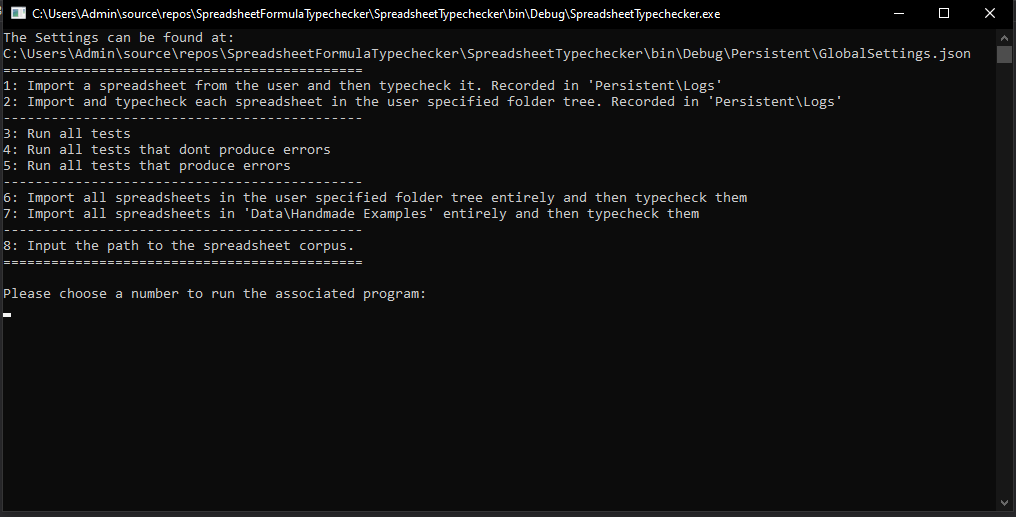 C:\Users\Admin\source\repos\SpreadsheetFormulaTypechecker\SpreadsheetTypechecker\bin\Debug\SpreadsheetTypechecker.exe
The Settings can be found at:
C:\Users\Admin\source\repos\SpreadsheetFormulaTypechecker\SpreadsheetTypechecker\bin\Debug\Persistent\GlobalSettings.json
=============================================
1: Import a spreadsheet from the user and then typecheck it. Recorded in 'Persistent\Logs'
2: Import and typecheck each spreadsheet in the user specified folder tree. Recorded in 'Persistent\Logs'
---------------------------------------------
3: Run all tests
4: Run all tests that dont produce errors
5: Run all tests that produce errors
---------------------------------------------
6: Import all spreadsheets in the user specified folder tree entirely and then typecheck them
7: Import all spreadsheets in 'Data\Handmade Examples' entirely and then typecheck them
---------------------------------------------
8: Input the path to the spreadsheet corpus.
=============================================
Please choose a number to run the associated program: